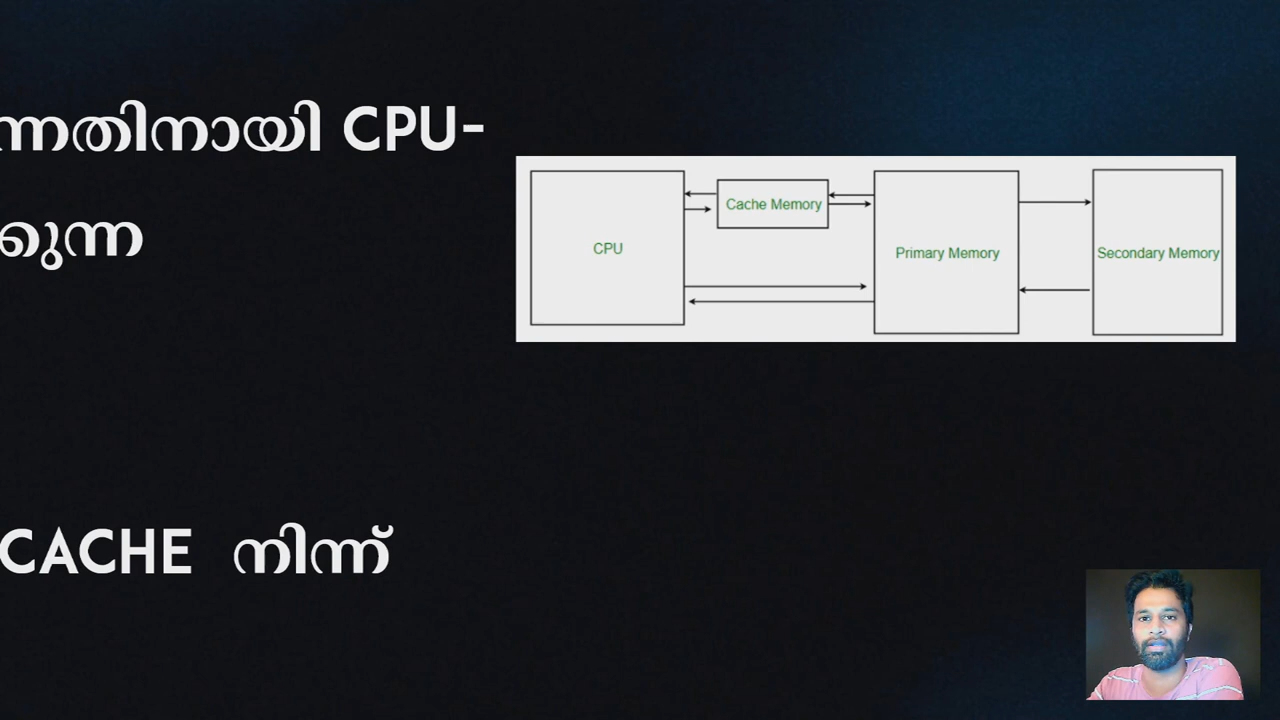 ന്നതിനായി CPU-
ക്കുന്ന
CACHE നിന്ന്
CPU
Cache Memory
Primary Memory
Secondary Memory